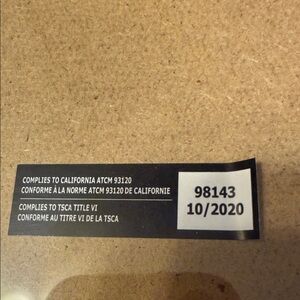 COMPLIES TO CALIFORNIA ATCM 93120
CONFORME À LA NORME ATCM 93120 DE CALIFORNIE
COMPLIES TO TSCA TITLE VI
CONFORME AU TITRE VI DE LA TSCA
98143
10/2020